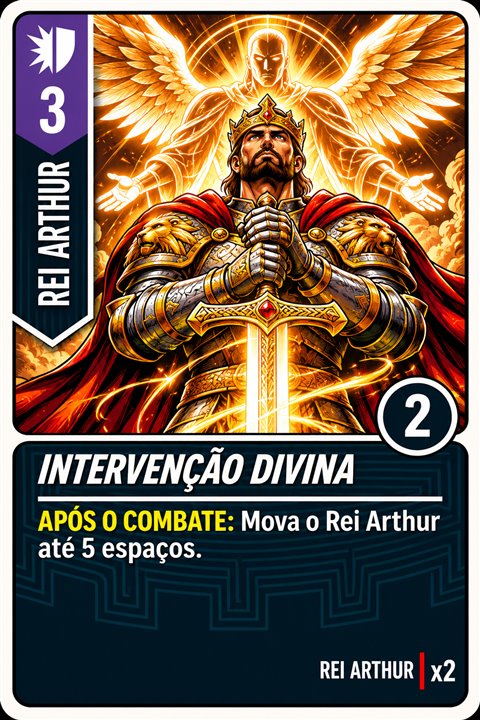 3
REI ARTHUR
2
INTERVENÇÃO DIVINA
APÓS O COMBATE: Mova o Rei Arthur
até 5 espaços.
REI ARTHUR | x2